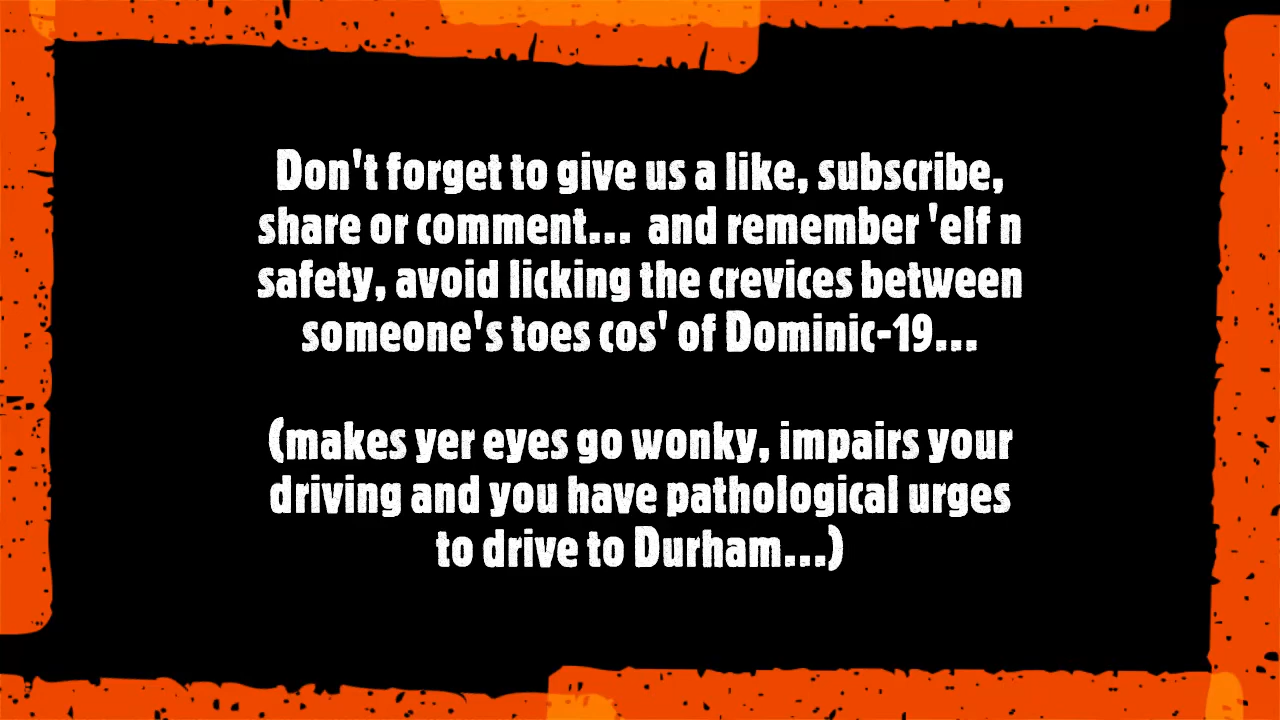 Don't forget to give us a like, subscribe,
share or comment... and remember 'elf n
safety, avoid licking the crevices between
someone's toes cos' of Dominic-19...
(makes yer eyes go wonky, impairs your
driving and you have pathological urges
to drive to Durham...)